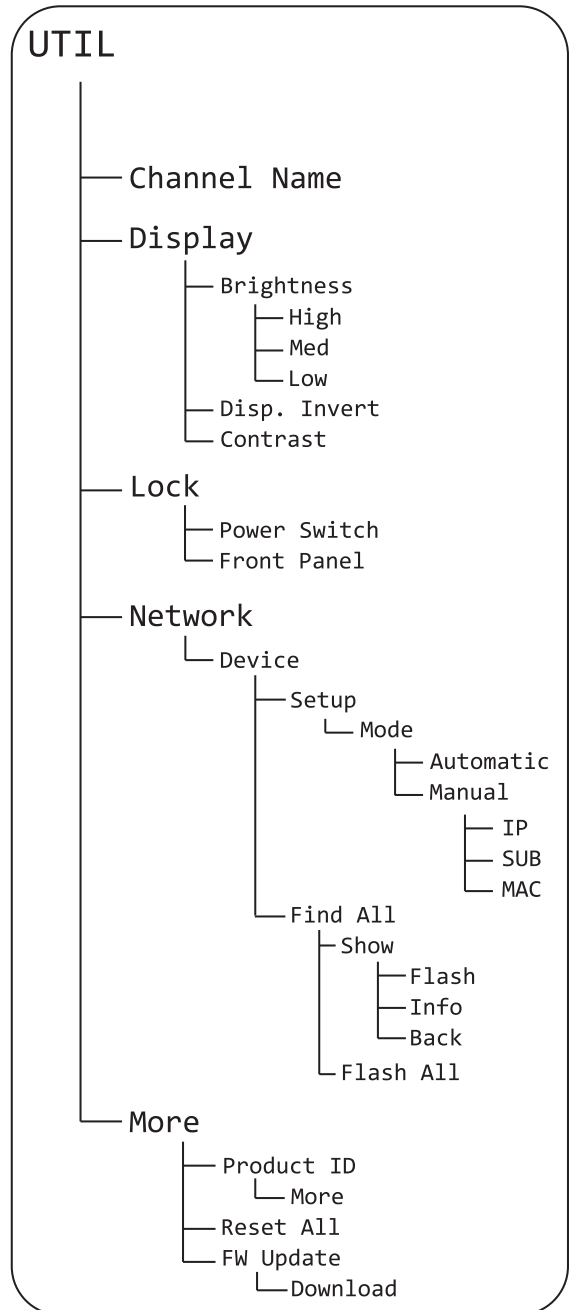 UTIL
Channel Name
Display
Brightness
High
Med
Low
Disp. Invert
Contrast
Lock
Power Switch
Front Panel
Network
Device
Setup
Mode
Automatic
Manual
IP
SUB
MAC
Find All
Show
Flash
Info
Back
Flash All
More
Product ID
More
Reset All
FW Update
Download